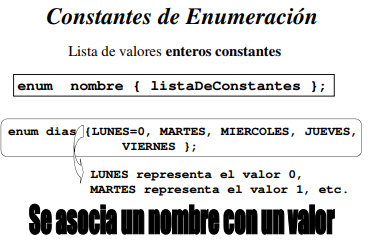 Constantes de Enumeración
Lista de valores enteros constantes
enum nombre { listaDeConstantes };
enum dias {LUNES=0, MARTES, MIERCOLES, JUEVES,
VIERNES };
LUNES representa el valor 0,
MARTES representa el valor 1, etc.
Se asocia un nombre con un valor